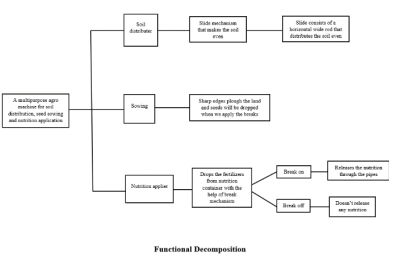 Soil
distributer
Slide mechanism
that makes the soil
even
Slide consists of a
horizontal wide rod that
distributes the soil even
A multipurpose agro
machine for soil
distribution, seed sowing
and nutrition application
Sowing
Sharp edges plough the land
and seeds will be dropped
when we apply the breaks
Nutrition applier
Drops the fertilizers
from nutrition
container with the
help of break
mechanism
Break on
Releases the nutrition
through the pipes
Break off
Doesn't release
any nutrition
Functional Decomposition